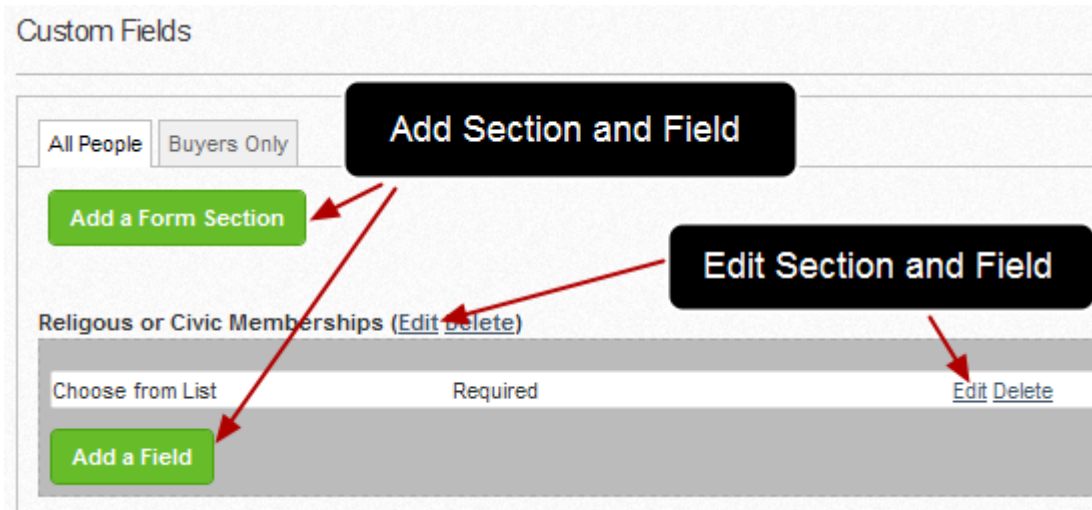 Custom Fields
Add Section and Field
All People Buyers Only
Add a Form Section
Edit Section and Field
Religous or Civic Memberships (Edit Delete)
Choose from List Required Edit Delete
Add a Field